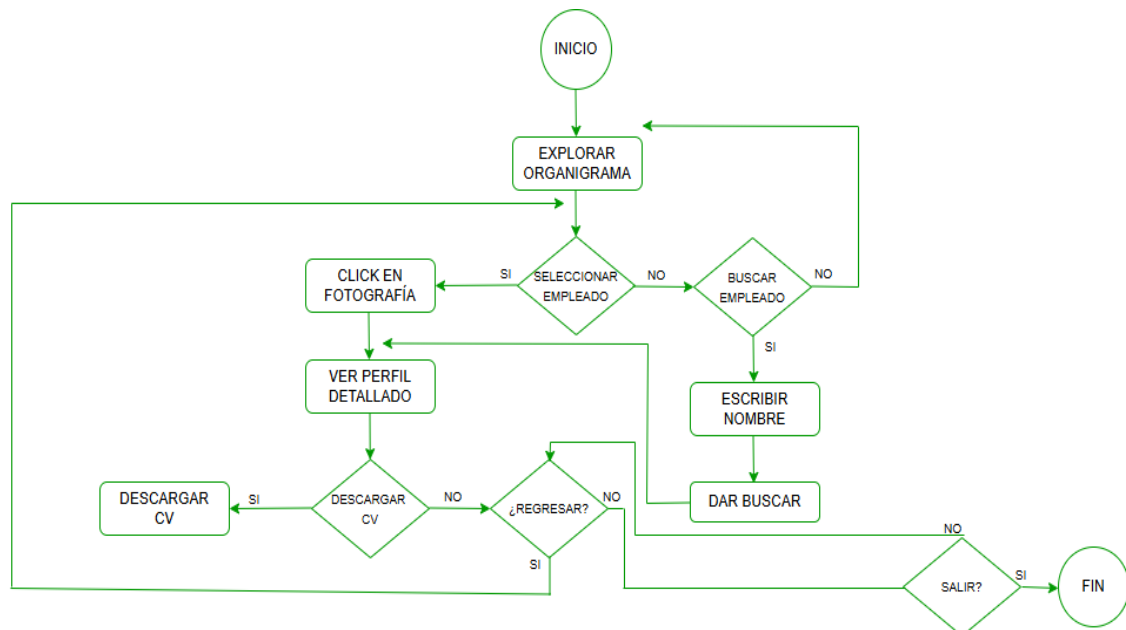 INICIO
EXPLORAR
ORGANIGRAMA
CLICK EN
FOTOGRAFÍA
SI
SELECCIONAR
EMPLEADO
NO
BUSCAR
EMPLEADO
NO
SI
VER PERFIL
DETALLADO
ESCRIBIR
NOMBRE
DESCARGAR
CV
SI
DESCARGAR
CV
NO
¿REGRESAR?
NO
DAR BUSCAR
SI
NO
SALIR?
SI
FIN